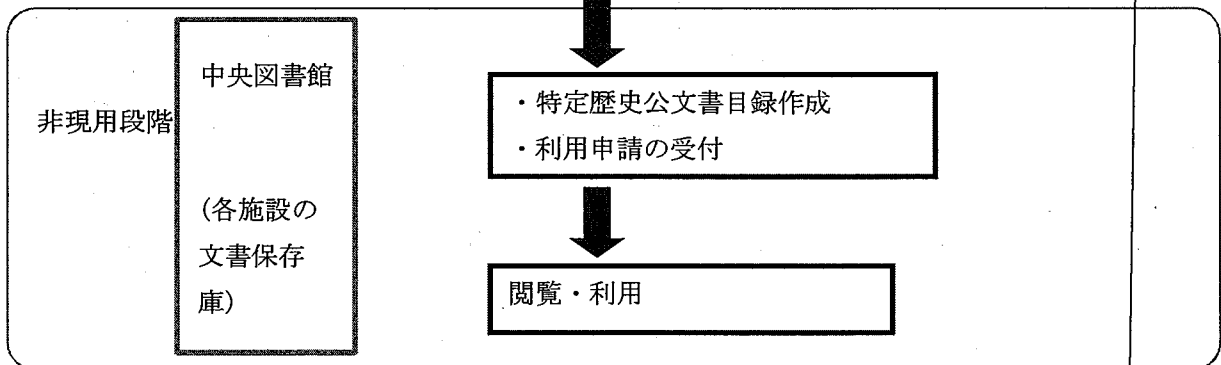 非現用段階
中央図書館
(各施設の
文書保存
庫)
・特定歴史公文書目録作成
・利用申請の受付
閲覧・利用